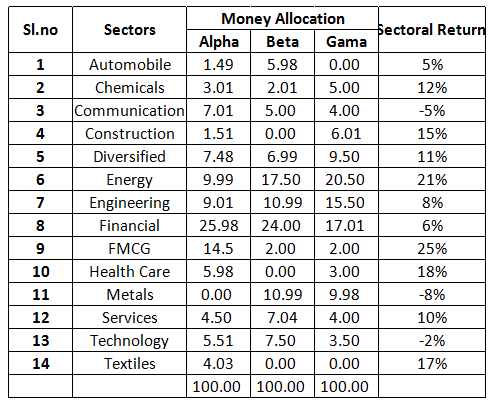 Sl.no Sectors Money Allocation Sectoral Return
Alpha Beta Gama
1 Automobile 1.49 5.98 0.00 5%
2 Chemicals 3.01 2.01 5.00 12%
3 Communication 7.01 5.00 4.00 -5%
4 Construction 1.51 0.00 6.01 15%
5 Diversified 7.48 6.99 9.50 11%
6 Energy 9.99 17.50 20.50 21%
7 Engineering 9.01 10.99 15.50 8%
8 Financial 25.98 24.00 17.01 6%
9 FMCG 14.5 2.00 2.00 25%
10 Health Care 5.98 0.00 3.00 18%
11 Metals 0.00 10.99 9.98 -8%
12 Services 4.50 7.04 4.00 10%
13 Technology 5.51 7.50 3.50 -2%
14 Textiles 4.03 0.00 0.00 17%
100.00 100.00 100.00